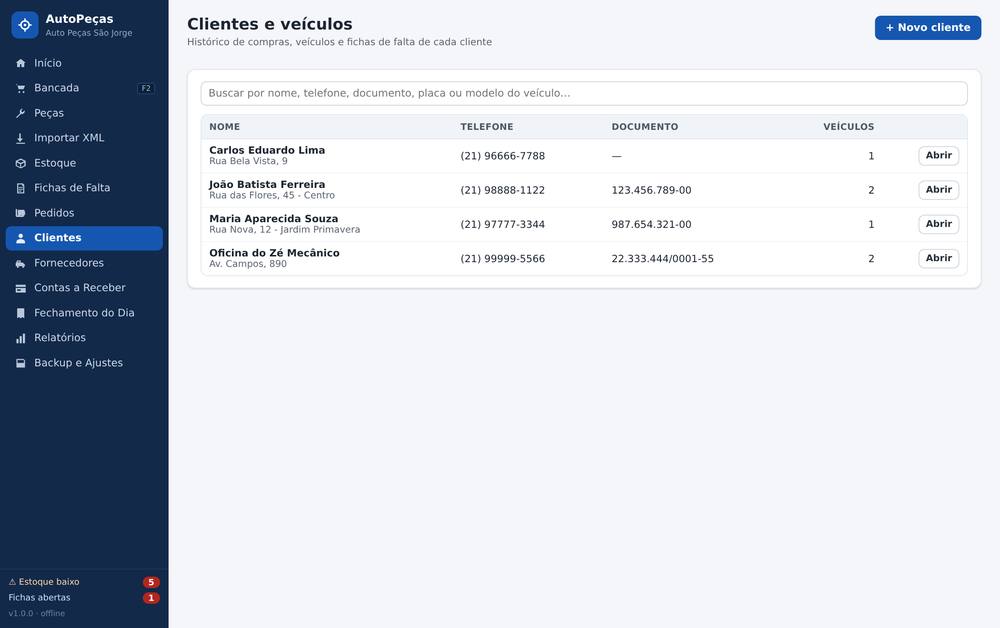 AutoPeças
Auto Peças São Jorge
Início
Bancada F2
Peças
Importar XML
Estoque
Fichas de Falta
Pedidos
Clientes
Fornecedores
Contas a Receber
Fechamento do Dia
Relatórios
Backup e Ajustes
⚠ Estoque baixo 5
Fichas abertas 1
v1.0.0 · offline
Clientes e veículos
Histórico de compras, veículos e fichas de falta de cada cliente
+ Novo cliente
Buscar por nome, telefone, documento, placa ou modelo do veículo...
NOME TELEFONE DOCUMENTO VEÍCULOS
Carlos Eduardo Lima
Rua Bela Vista, 9
(21) 96666-7788 — 1 Abrir
João Batista Ferreira
Rua das Flores, 45 - Centro
(21) 98888-1122 123.456.789-00 2 Abrir
Maria Aparecida Souza
Rua Nova, 12 - Jardim Primavera
(21) 97777-3344 987.654.321-00 1 Abrir
Oficina do Zé Mecânico
Av. Campos, 890
(21) 99999-5566 22.333.444/0001-55 2 Abrir